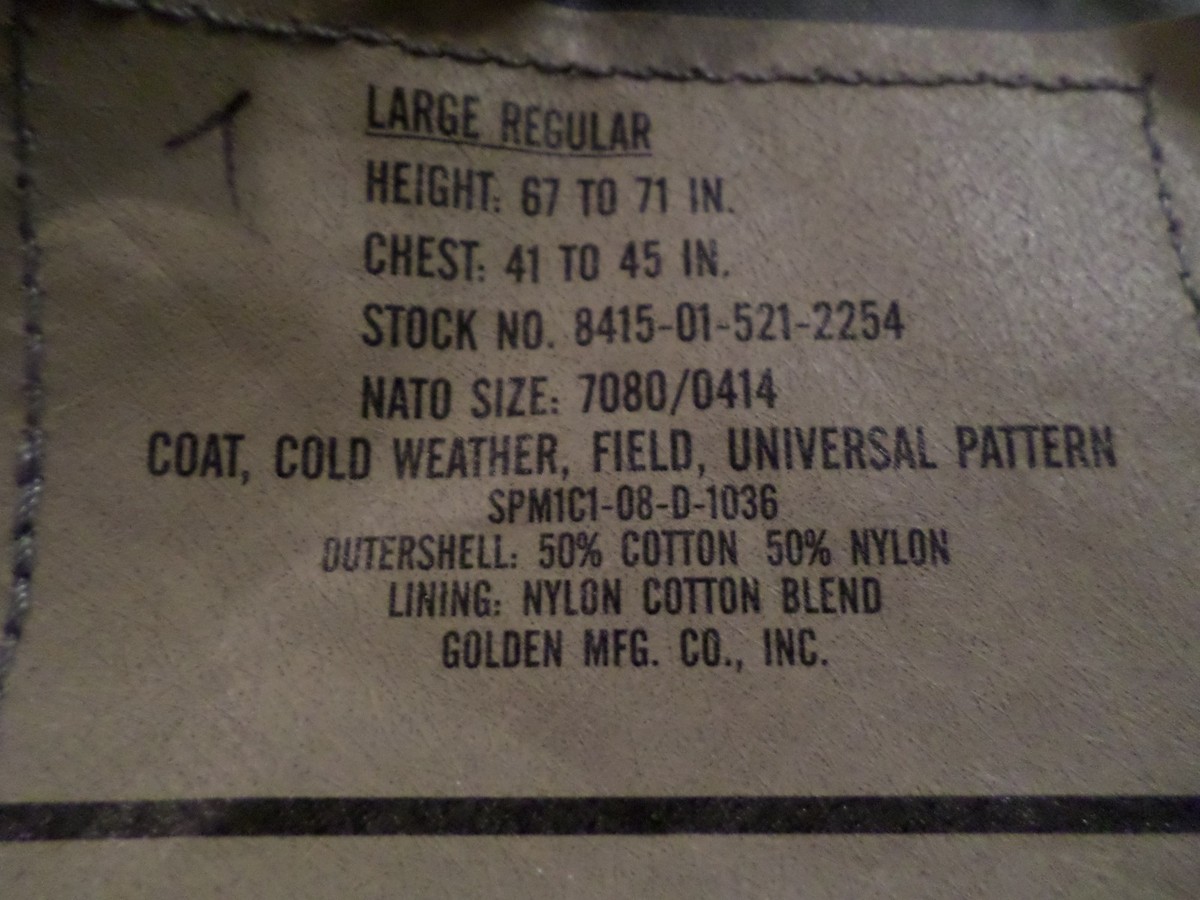 1
LARGE REGULAR
HEIGHT: 67 TO 71 IN.
CHEST: 41 TO 45 IN.
STOCK NO. 8415-01-521-2254
NATO SIZE: 7080/0414
COAT, COLD WEATHER, FIELD, UNIVERSAL PATTERN
SPM1C1-08-D-1036
OUTERSHELL: 50% COTTON 50% NYLON
LINING: NYLON COTTON BLEND
GOLDEN MFG. CO., INC.